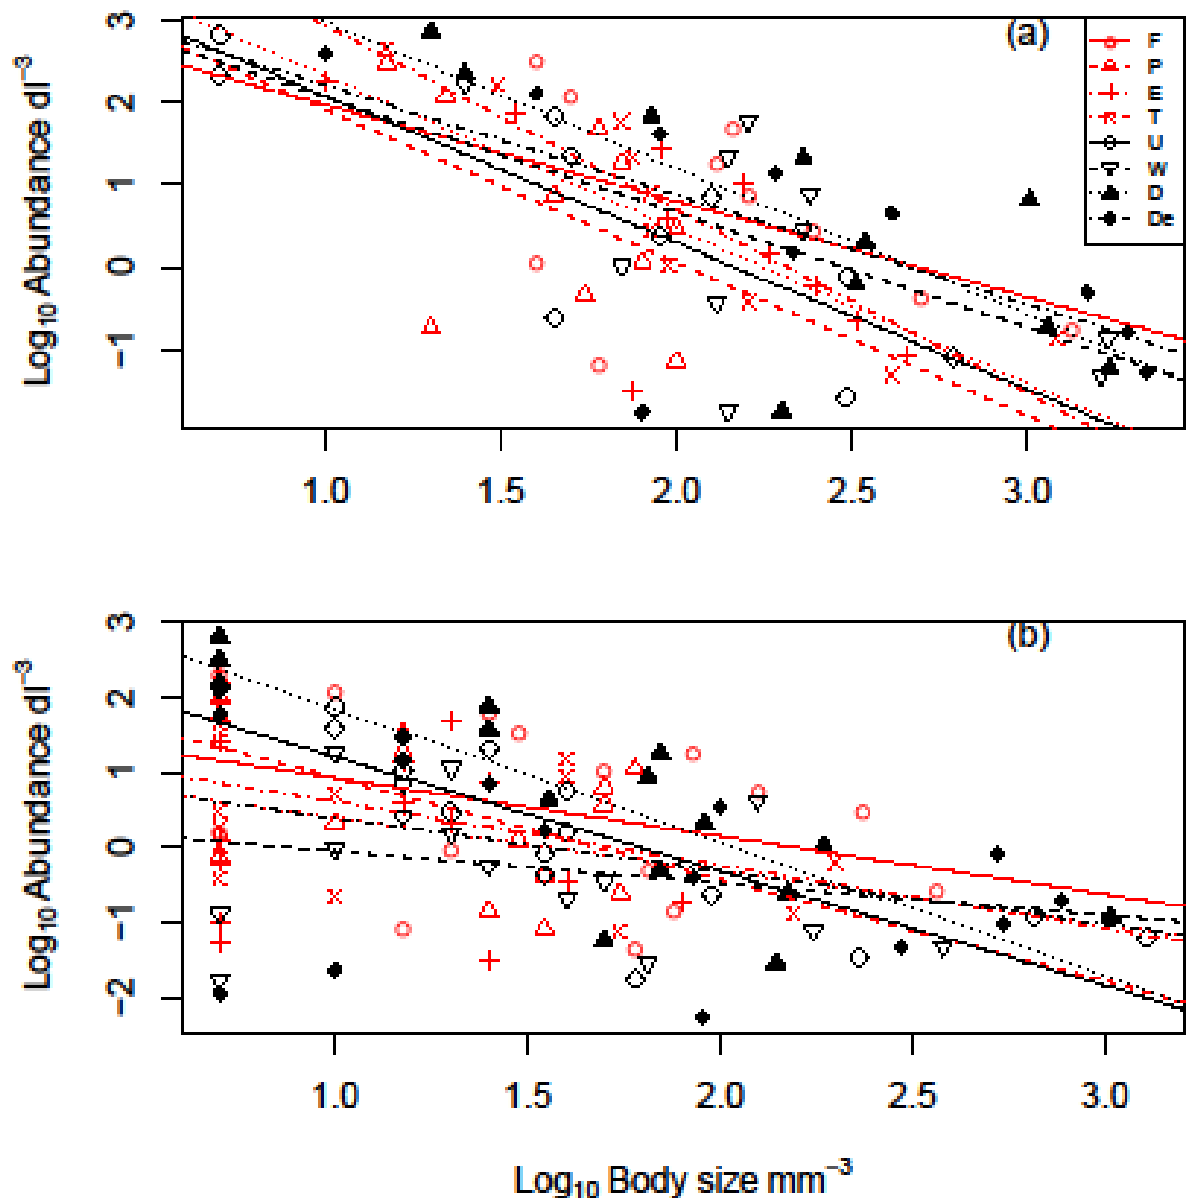 (a)
3
2
1
0
−1
Log₁₀ Abundance dl⁻³
F
P
E
T
U
W
D
De
1.0 1.5 2.0 2.5 3.0
(b)
3
2
1
0
−1
−2
Log₁₀ Abundance dl⁻³
1.0 1.5 2.0 2.5 3.0
Log₁₀ Body size mm⁻³